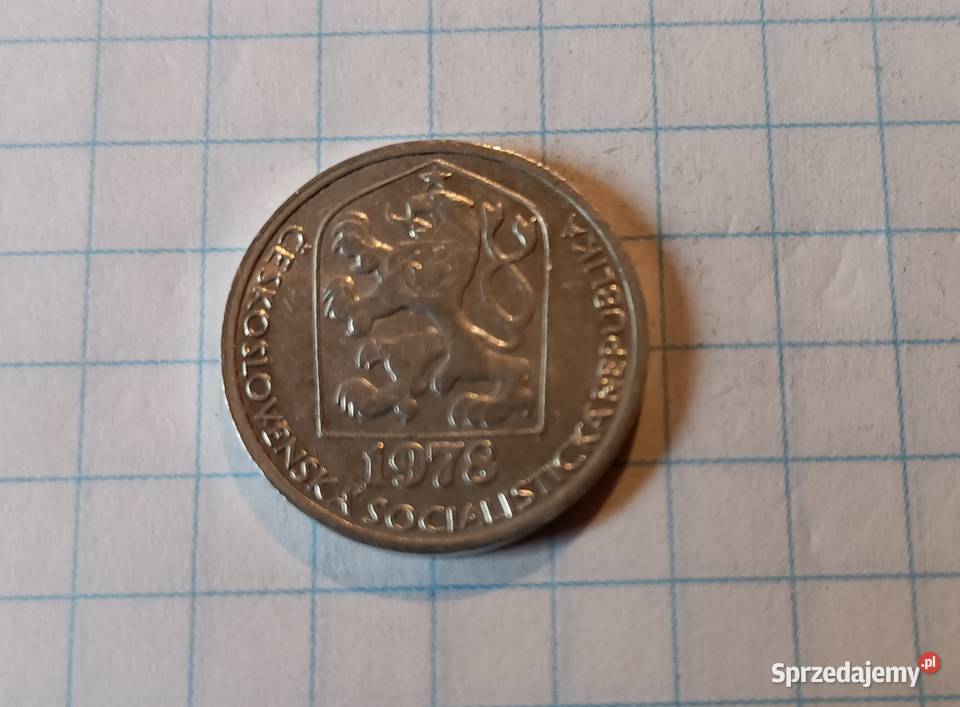 ČESKOSLOVENSKÁ SOCIALISTICKÁ REPUBLIKA
1978
Sprzedajemy.pl